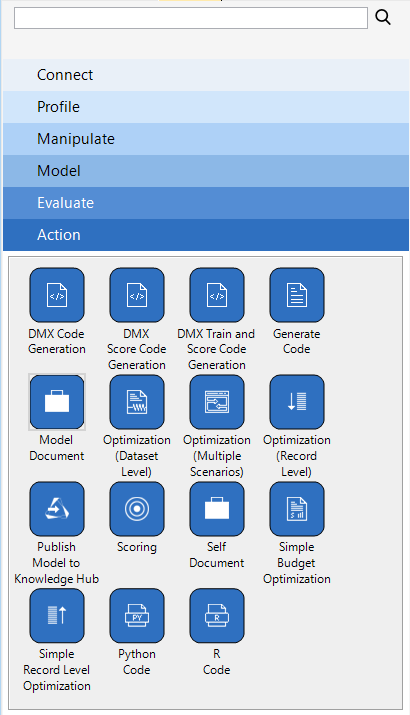 Connect
Profile
Manipulate
Model
Evaluate
Action
</>
</>
</>
DMX Code
Generation
DMX
Score Code
Generation
DMX Train and
Score Code
Generation
Generate
Code
Model
Document
Optimization
(Dataset
Level)
Optimization
(Multiple
Scenarios)
Optimization
(Record
Level)
Publish
Model to
Knowledge Hub
Scoring
Self
Document
$
Simple
Budget
Optimization
Simple
Record Level
Optimization
PY
Python
Code
R
R
Code